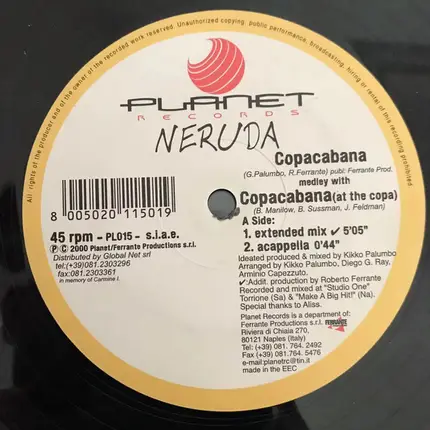 All rights of the producer and of the owner of the recorded work reserved. Unauthorized copying, public performance, broadcasting, hiring or rental of this recording prohibited.
PLANET
RECORDS
NERUDA
Copacabana
(G.Palumbo, R.Ferrante) publ: Ferrante Prod.
medley with
Copacabana (at the copa)
(B. Manilow, B. Sussman, J. Feldman)
A Side:
1. extended mix ✓ 5'05"
2. acappella 0'44"
8 005020 115019
45 rpm - PL015 - s.i.a.e.
℗ © 2000 Planet/Ferrante Productions s.r.l.
Distributed by Global Net srl
tel:(+39)081.2303296
fax:081.2303361
in memory of Carmine I.
Ideated produced & mixed by Kikko Palumbo
Arranged by Kikko Palumbo, Diego G. Ray,
Arminio Capezzuto.
✓:Addit. production by Roberto Ferrante
Recorded and mixed at "Studio One"
Torrione (Sa) & "Make A Big Hit!" (Na).
Special thanks to Aliss.
Planet Records is a department of:
Ferrante Productions s.r.l.
Riviera di Chiaia 270,
80121 Naples (Italy)
Tel: (+39) 081. 764. 2492
Fax: (+39) 081.764. 5476
e-mail:planetrc@tin.it
made in the EEC
FERRANTE